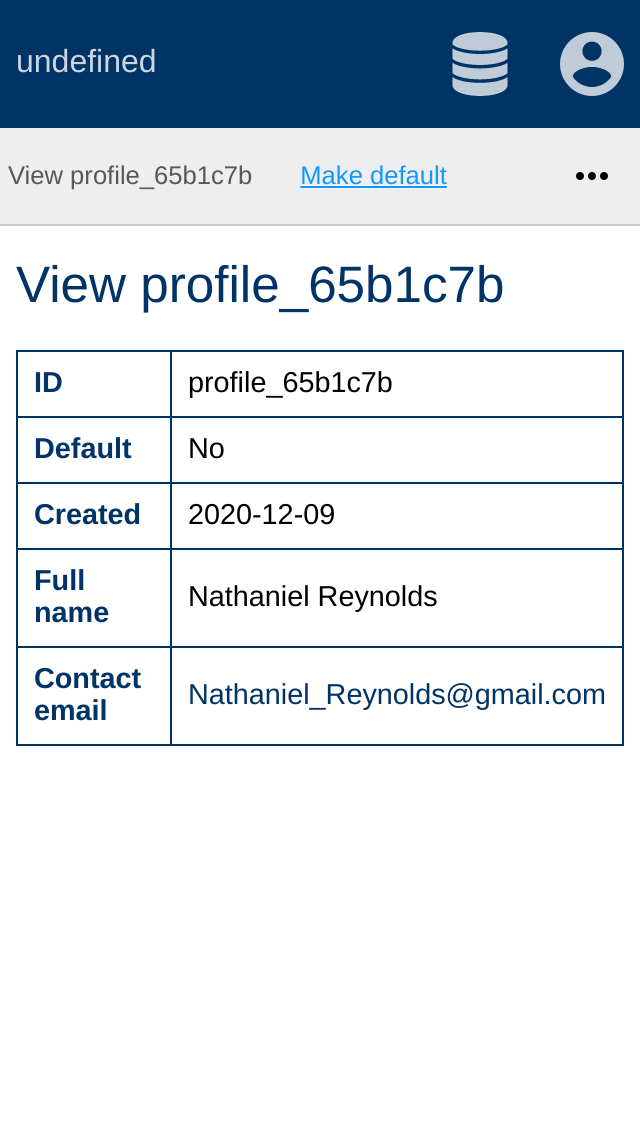 undefined
View profile_65b1c7b Make default •••
View profile_65b1c7b
ID profile_65b1c7b
Default No
Created 2020-12-09
Full
name
Nathaniel Reynolds
Contact
email
Nathaniel_Reynolds@gmail.com